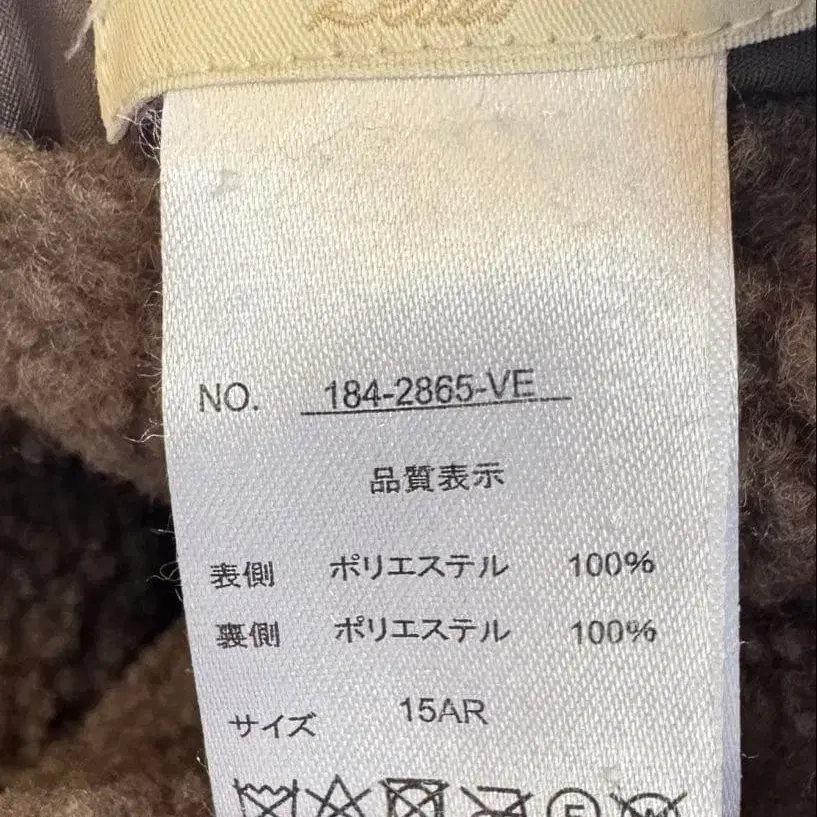 NO. 184-2865-VE
品質表示
表側 ポリエステル 100%
裏側 ポリエステル 100%
サイズ 15AR